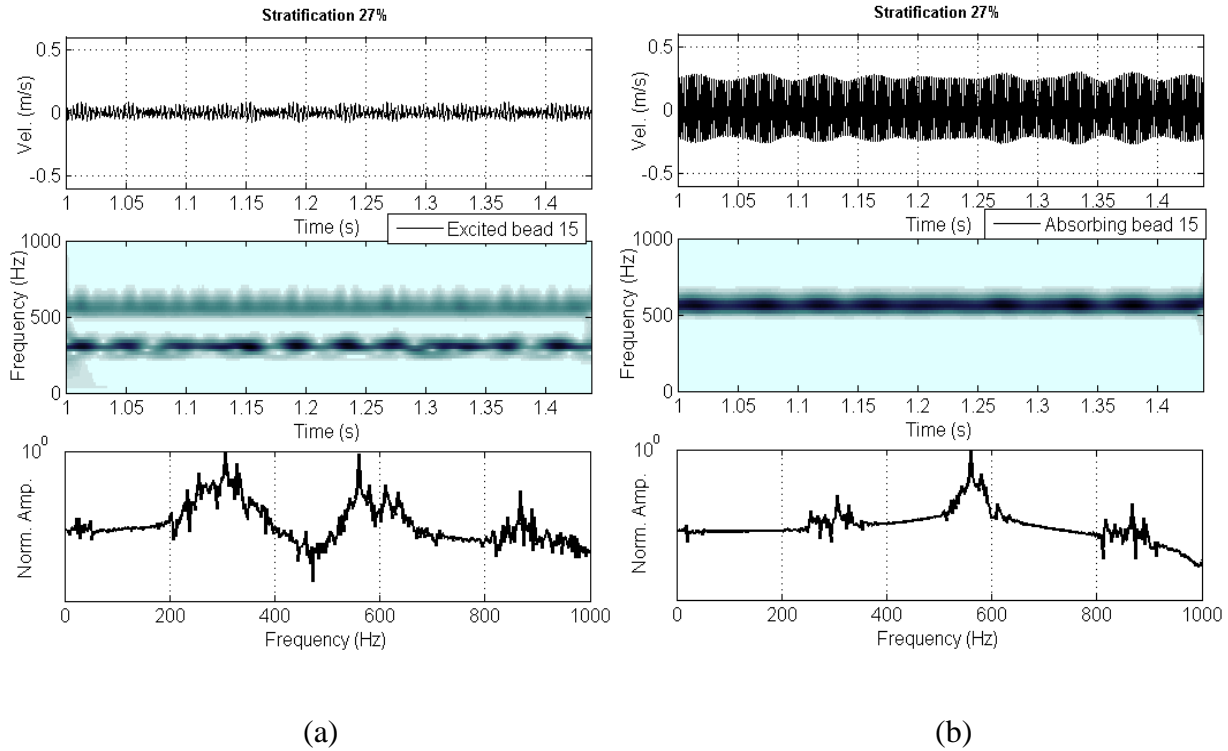 Stratification 27%
0.5
0
-0.5
Vel. (m/s)
1 1.05 1.1 1.15 1.2 1.25 1.3 1.35 1.4
Time (s)
Excited bead 15
1000
500
0
Frequency (Hz)
1 1.05 1.1 1.15 1.2 1.25 1.3 1.35 1.4
Time (s)
10^0
Norm. Amp.
0 200 400 600 800 1000
Frequency (Hz)
(a)
Stratification 27%
0.5
0
-0.5
Vel. (m/s)
1 1.05 1.1 1.15 1.2 1.25 1.3 1.35 1.4
Time (s)
Absorbing bead 15
1000
500
0
Frequency (Hz)
1 1.05 1.1 1.15 1.2 1.25 1.3 1.35 1.4
Time (s)
10^0
Norm. Amp.
0 200 400 600 800 1000
Frequency (Hz)
(b)